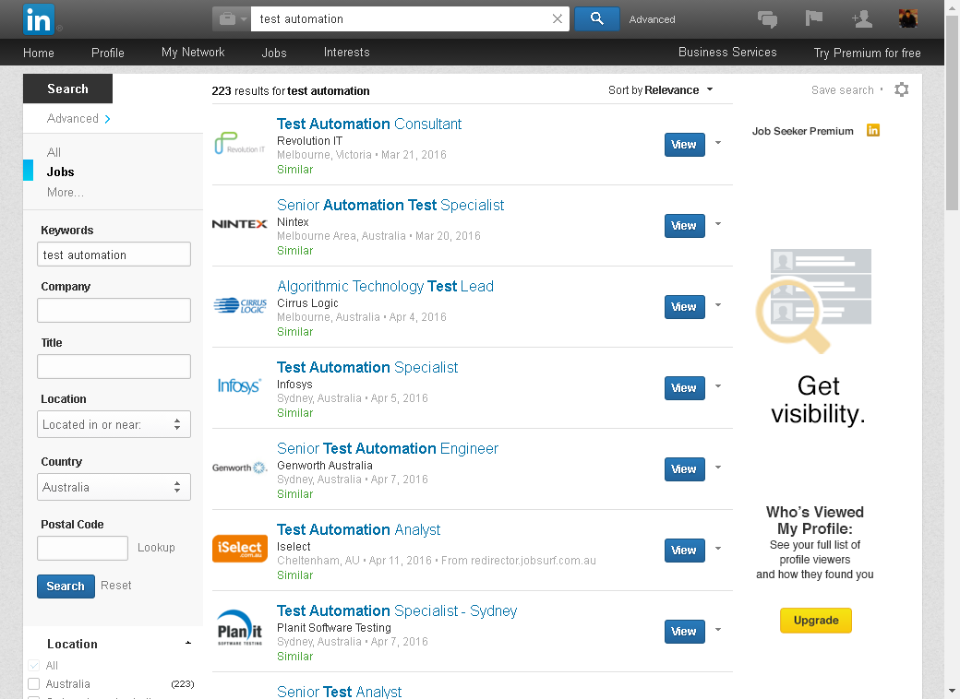 in
test automation
Advanced
Home Profile My Network Jobs Interests Business Services Try Premium for free
Search
Advanced
All
Jobs
More...
Keywords
test automation
Company
Title
Location
Located in or near:
Country
Australia
Postal Code
Lookup
Search Reset
Location
All
Australia (223)
223 results for test automation
Sort by Relevance
Revolution IT
Test Automation Consultant
Revolution IT
Melbourne, Victoria • Mar 21, 2016
Similar
View
NINTEX
Senior Automation Test Specialist
Nintex
Melbourne Area, Australia • Mar 20, 2016
Similar
View
CIRRUS LOGIC
Algorithmic Technology Test Lead
Cirrus Logic
Melbourne, Australia • Apr 4, 2016
Similar
View
Infosys
Test Automation Specialist
Infosys
Sydney, Australia • Apr 5, 2016
Similar
View
Genworth
Senior Test Automation Engineer
Genworth Australia
Sydney, Australia • Apr 7, 2016
Similar
View
iSelect
.com.au
Test Automation Analyst
Iselect
Cheltenham, AU • Apr 11, 2016 • From redirector.jobsurf.com.au
Similar
View
Planit
SOFTWARE TESTING
Test Automation Specialist - Sydney
Planit Software Testing
Sydney, Australia • Apr 7, 2016
Similar
View
Senior Test Analyst
Save search
Job Seeker Premium in
Get
visibility.
Who's Viewed
My Profile:
See your full list of
profile viewers
and how they found you
Upgrade